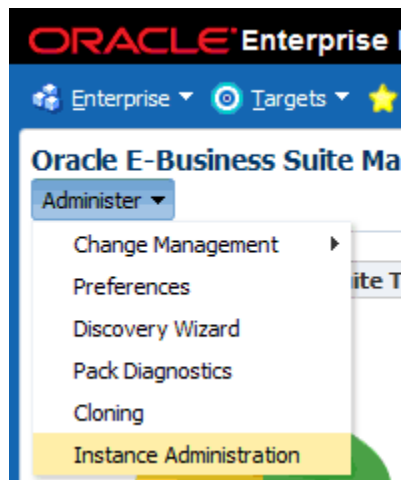 ORACLE Enterprise
Enterprise Targets
Oracle E-Business Suite Ma
Administer
Change Management
Preferences
ite T
Discovery Wizard
Pack Diagnostics
Cloning
Instance Administration